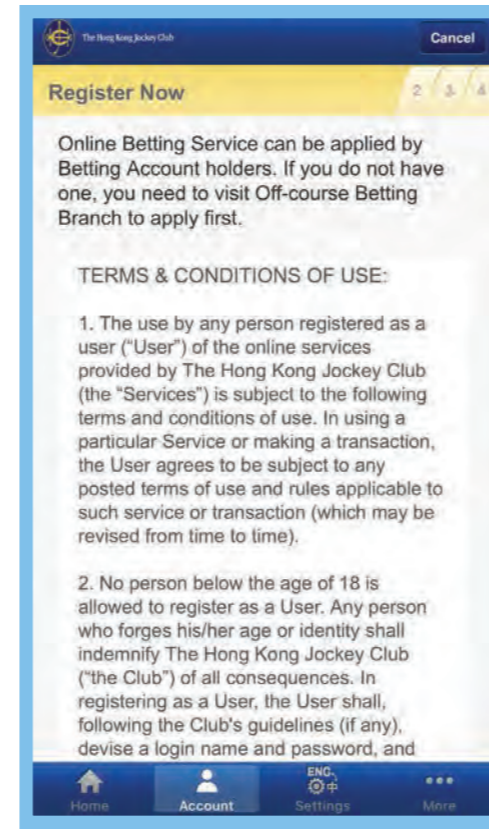 The Hong Kong Jockey Club
Cancel
Register Now
2 3 4
Online Betting Service can be applied by
Betting Account holders. If you do not have
one, you need to visit Off-course Betting
Branch to apply first.
TERMS & CONDITIONS OF USE:
1. The use by any person registered as a
user (“User”) of the online services
provided by The Hong Kong Jockey Club
(the “Services”) is subject to the following
terms and conditions of use. In using a
particular Service or making a transaction,
the User agrees to be subject to any
posted terms of use and rules applicable to
such service or transaction (which may be
revised from time to time).
2. No person below the age of 18 is
allowed to register as a User. Any person
who forges his/her age or identity shall
indemnify The Hong Kong Jockey Club
(“the Club”) of all consequences. In
registering as a User, the User shall,
following the Club's guidelines (if any),
devise a login name and password, and
ENG
中
Home Account Settings More